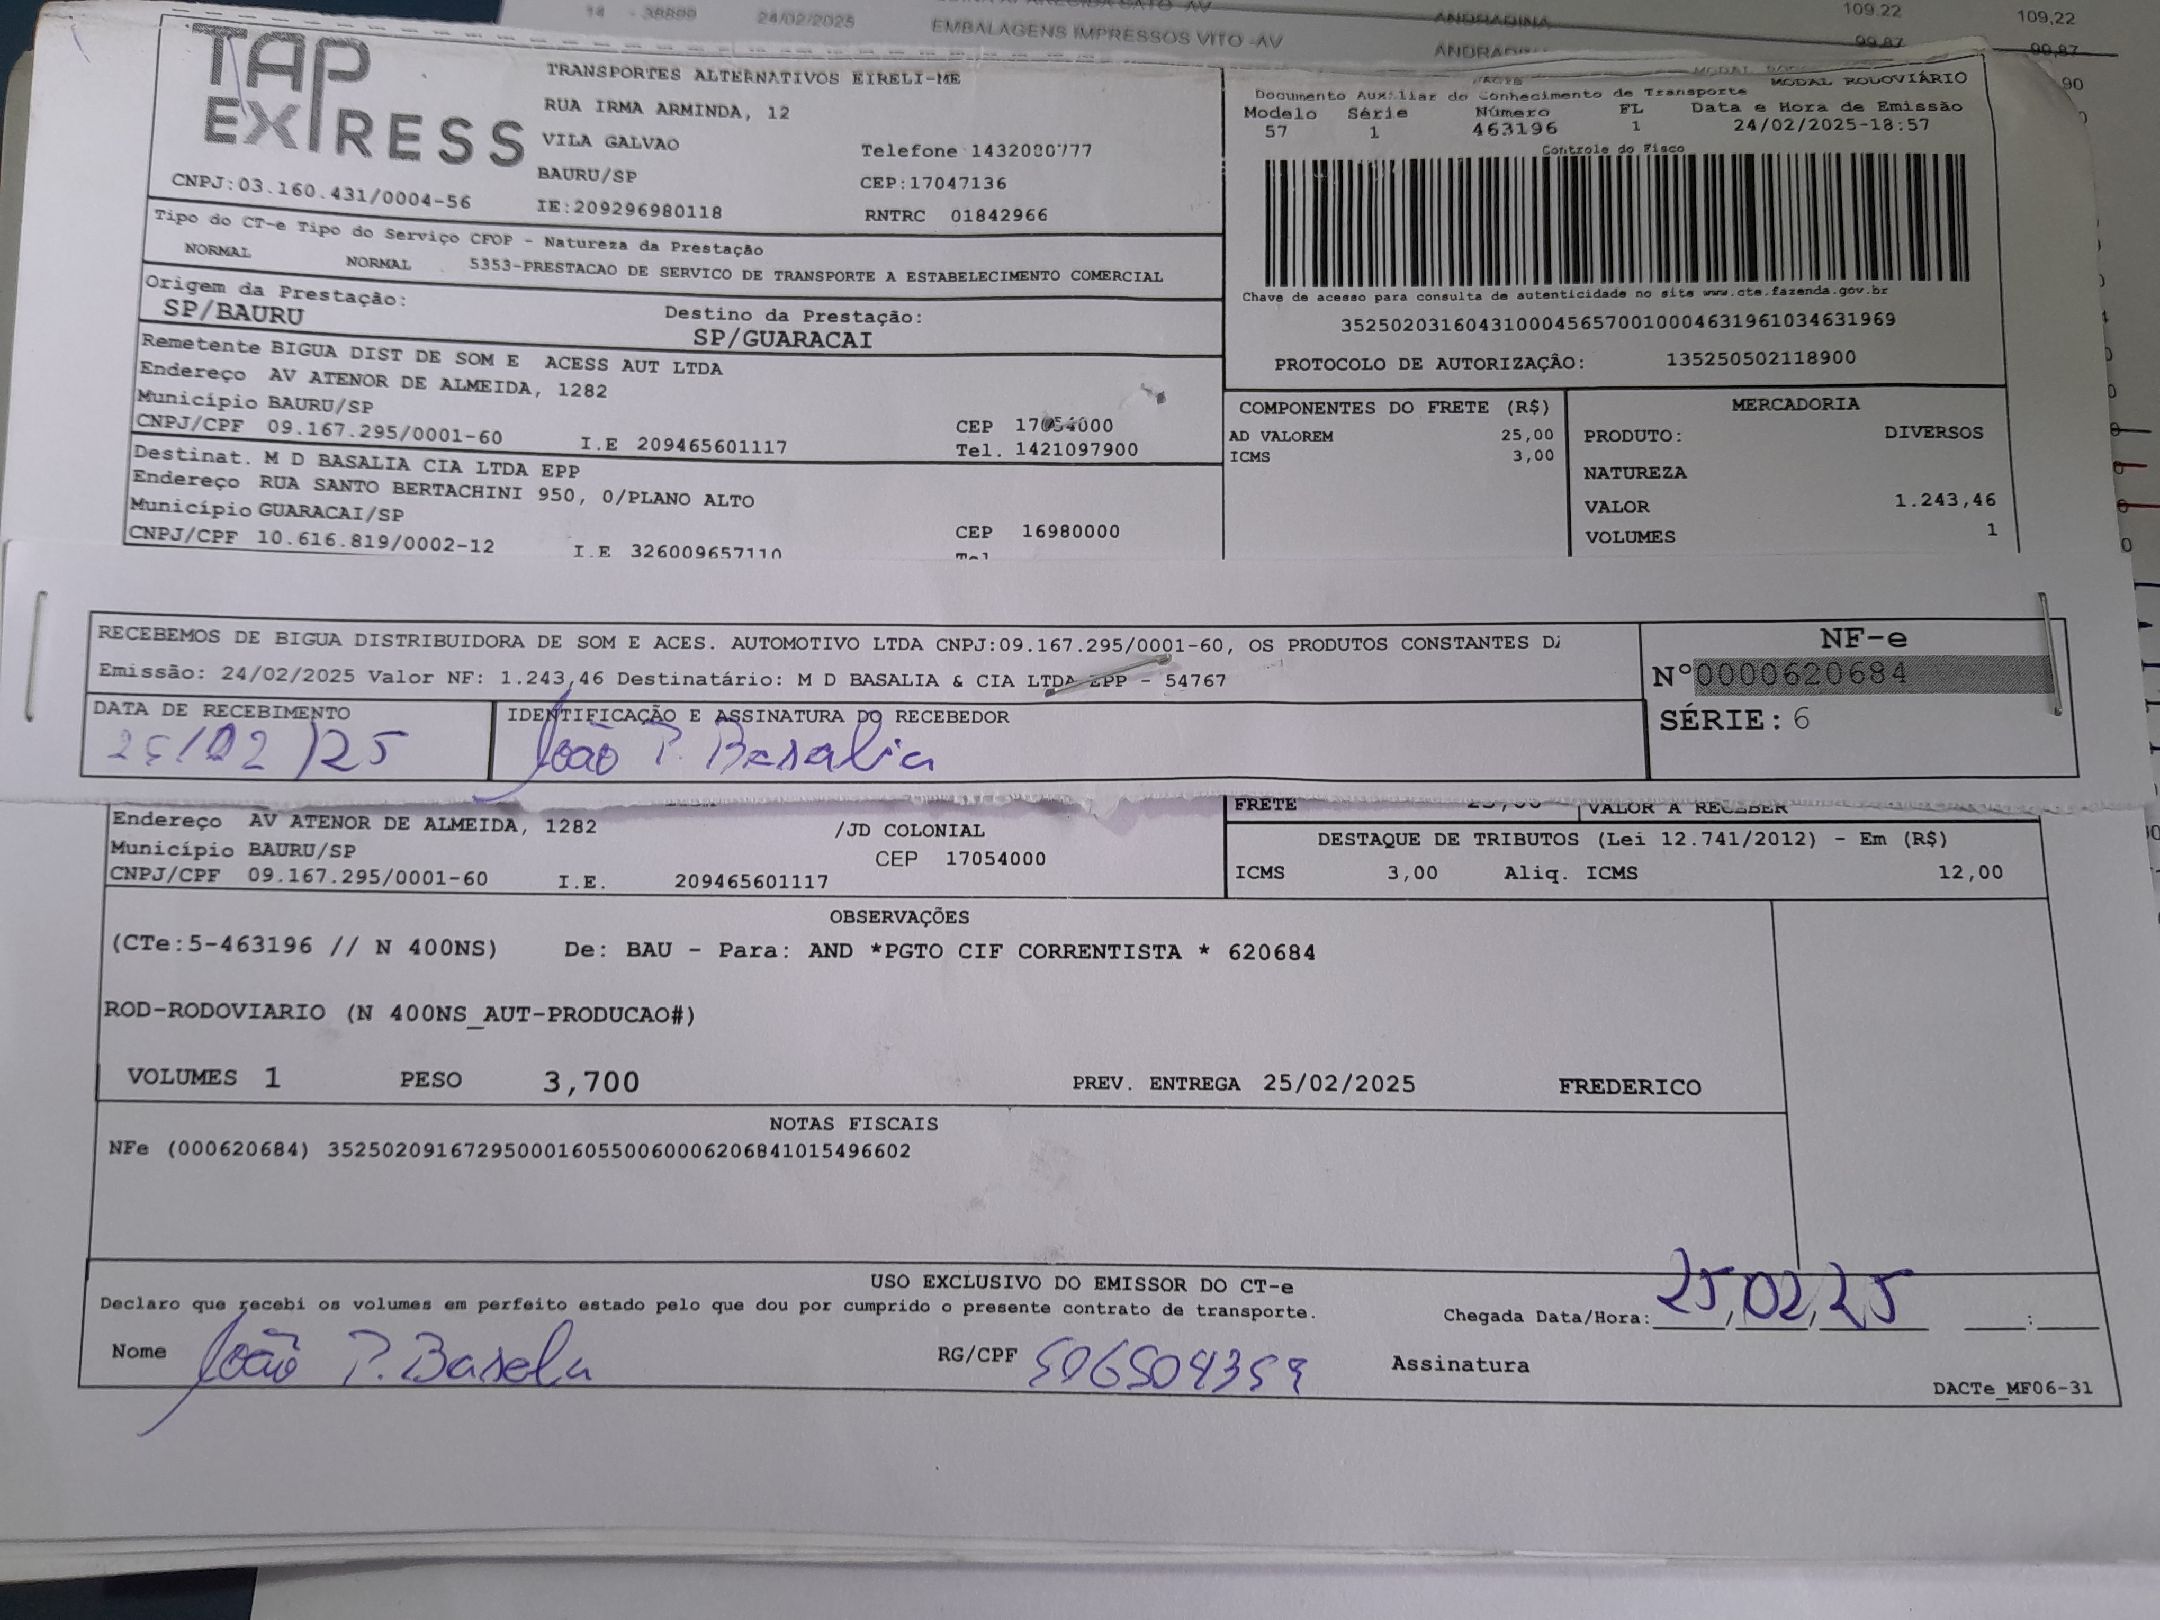 14 - 38899 24/02/2025 109,22 109,22
EMBALAGENS IMPRESSOS VITO -AV 99,87 99,87
TAP EXPRESS
TRANSPORTES ALTERNATIVOS EIRELI-ME
RUA IRMA ARMINDA, 12
VILA GALVAO Telefone 1432000777
BAURU/SP CEP:17047136
CNPJ:03.160.431/0004-56 IE:209296980118 RNTRC 01842966
MODAL RODOVIÁRIO
Documento Auxiliar do Conhecimento de Transporte
Modelo Série Número FL Data e Hora de Emissão
57 1 463196 1 24/02/2025-18:57
Controle do Fisco
Chave de acesso para consulta de autenticidade no site www.cte.fazenda.gov.br
35250203160431000456570010004631961034631969
PROTOCOLO DE AUTORIZAÇÃO: 135250502118900
Tipo do CT-e Tipo do Serviço CFOP - Natureza da Prestação
NORMAL NORMAL 5353-PRESTACAO DE SERVICO DE TRANSPORTE A ESTABELECIMENTO COMERCIAL
Origem da Prestação: Destino da Prestação:
SP/BAURU SP/GUARACAI
Remetente BIGUA DIST DE SOM E ACESS AUT LTDA
Endereço AV ATENOR DE ALMEIDA, 1282
Município BAURU/SP CEP 17054000
CNPJ/CPF 09.167.295/0001-60 I.E 209465601117 Tel. 1421097900
Destinat. M D BASALIA CIA LTDA EPP
Endereço RUA SANTO BERTACHINI 950, 0/PLANO ALTO
Município GUARACAI/SP CEP 16980000
CNPJ/CPF 10.616.819/0002-12 I.E 326009657110 Tel
COMPONENTES DO FRETE (R$)
AD VALOREM 25,00
ICMS 3,00
MERCADORIA
PRODUTO: DIVERSOS
NATUREZA
VALOR 1.243,46
VOLUMES 1
RECEBEMOS DE BIGUA DISTRIBUIDORA DE SOM E ACES. AUTOMOTIVO LTDA CNPJ:09.167.295/0001-60, OS PRODUTOS CONSTANTES
Emissão: 24/02/2025 Valor NF: 1.243,46 Destinatário: M D BASALIA & CIA LTDA EPP - 54767
DATA DE RECEBIMENTO IDENTIFICAÇÃO E ASSINATURA DO RECEBEDOR
25/02/25 João P. Basalia
NF-e
Nº0000620684
SÉRIE: 6
Endereço AV ATENOR DE ALMEIDA, 1282 /JD COLONIAL
Município BAURU/SP CEP 17054000
CNPJ/CPF 09.167.295/0001-60 I.E. 209465601117
FRETE 25,00 VALOR A RECEBER
DESTAQUE DE TRIBUTOS (Lei 12.741/2012) - Em (R$)
ICMS 3,00 Aliq. ICMS 12,00
OBSERVAÇÕES
(CTe:5-463196 // N 400NS) De: BAU - Para: AND *PGTO CIF CORRENTISTA * 620684
ROD-RODOVIARIO (N 400NS_AUT-PRODUCAO#)
VOLUMES 1 PESO 3,700 PREV. ENTREGA 25/02/2025 FREDERICO
NOTAS FISCAIS
NFe (000620684) 35250209167295000160550060006206841015496602
USO EXCLUSIVO DO EMISSOR DO CT-e
Declaro que recebi os volumes em perfeito estado pelo que dou por cumprido o presente contrato de transporte. Chegada Data/Hora: 25/02/25 :
Nome João P. Basela RG/CPF 506504359 Assinatura
DACTe_MF06-31